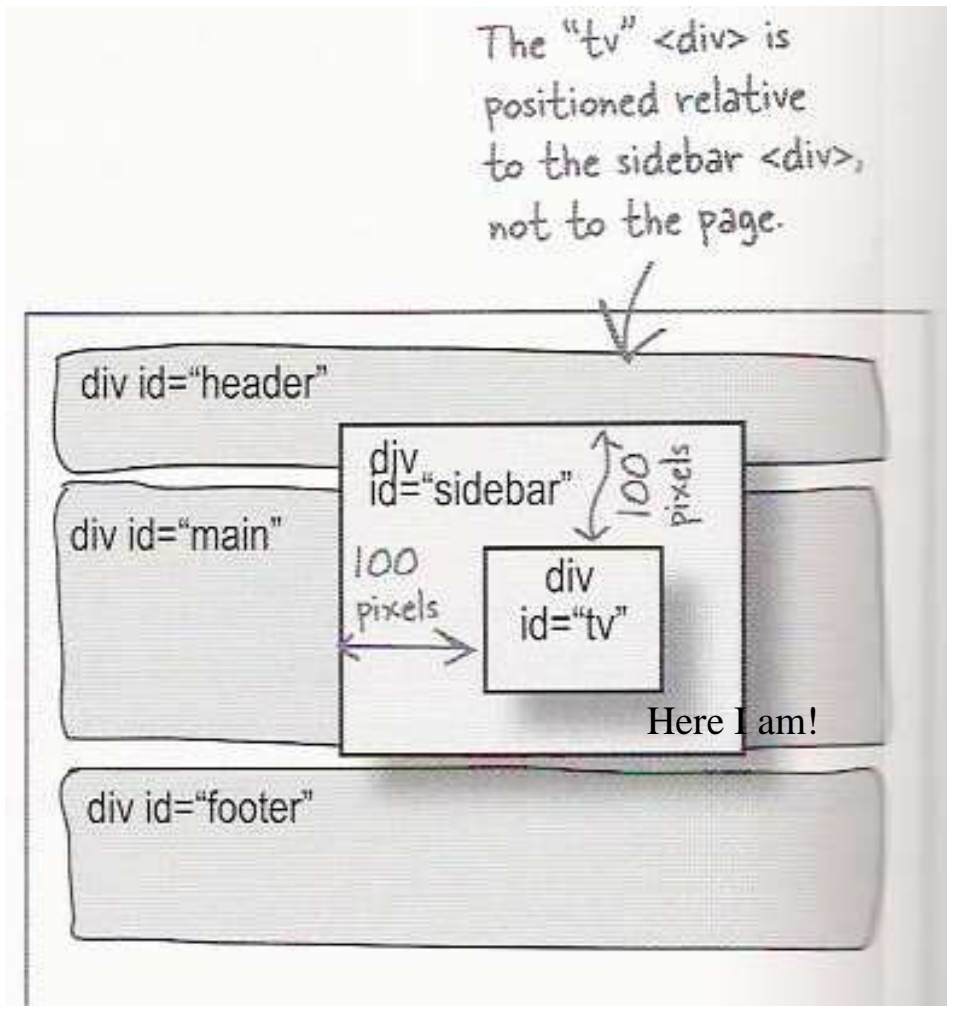 The “tv” <div> is
positioned relative
to the sidebar <div>,
not to the page.
div id=“header”
div
id=“sidebar”
100
pixels
div id=“main”
100
pixels
div
id=“tv”
Here I am!
div id=“footer”